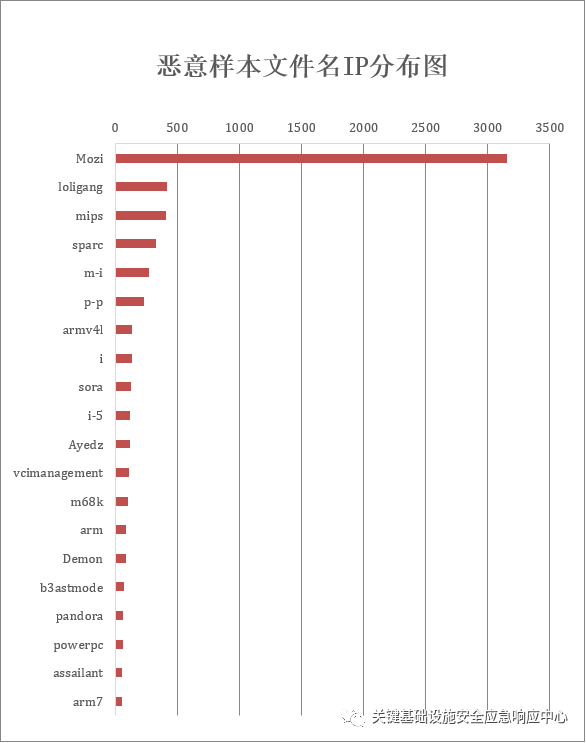 恶意样本文件名IP分布图
0 500 1000 1500 2000 2500 3000 3500
Mozi
loligang
mips
sparc
m-i
p-p
armv4l
i
sora
i-5
Ayedz
vcimanagement
m68k
arm
Demon
b3astmode
pandora
powerpc
assailant
arm7
关键基础设施安全应急响应中心